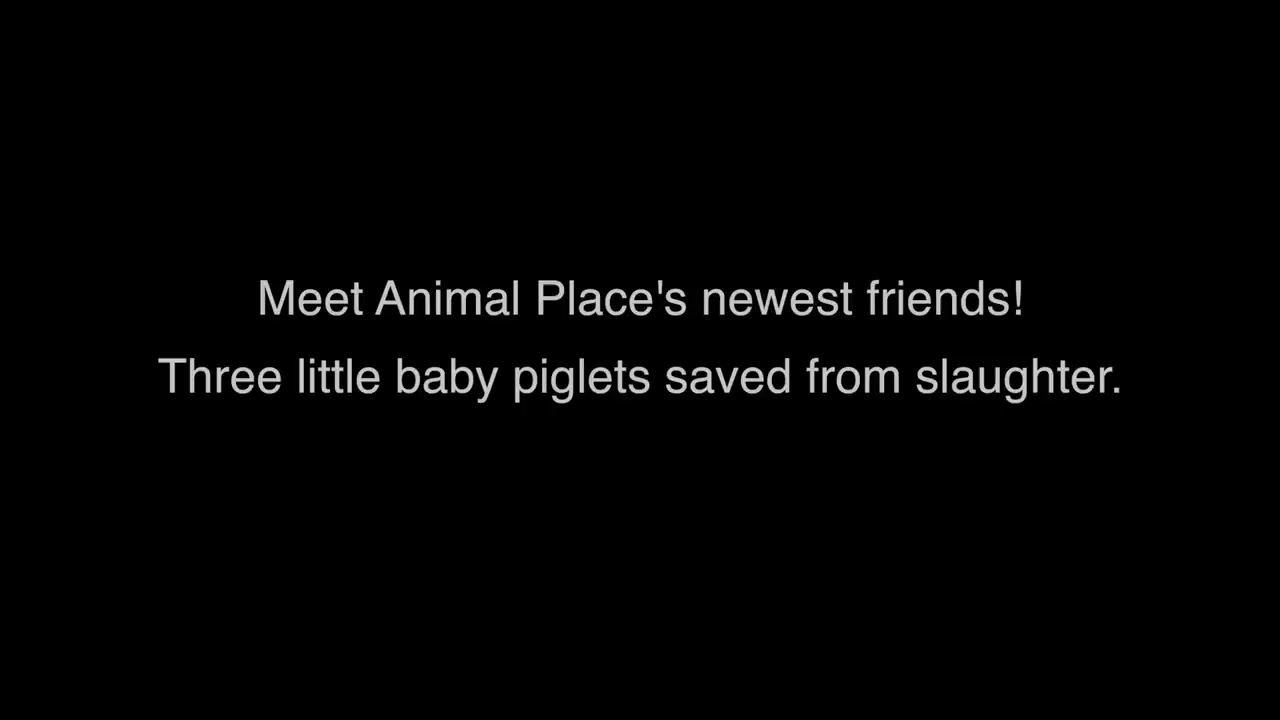 Meet Animal Place's newest friends!
Three little baby piglets saved from slaughter.